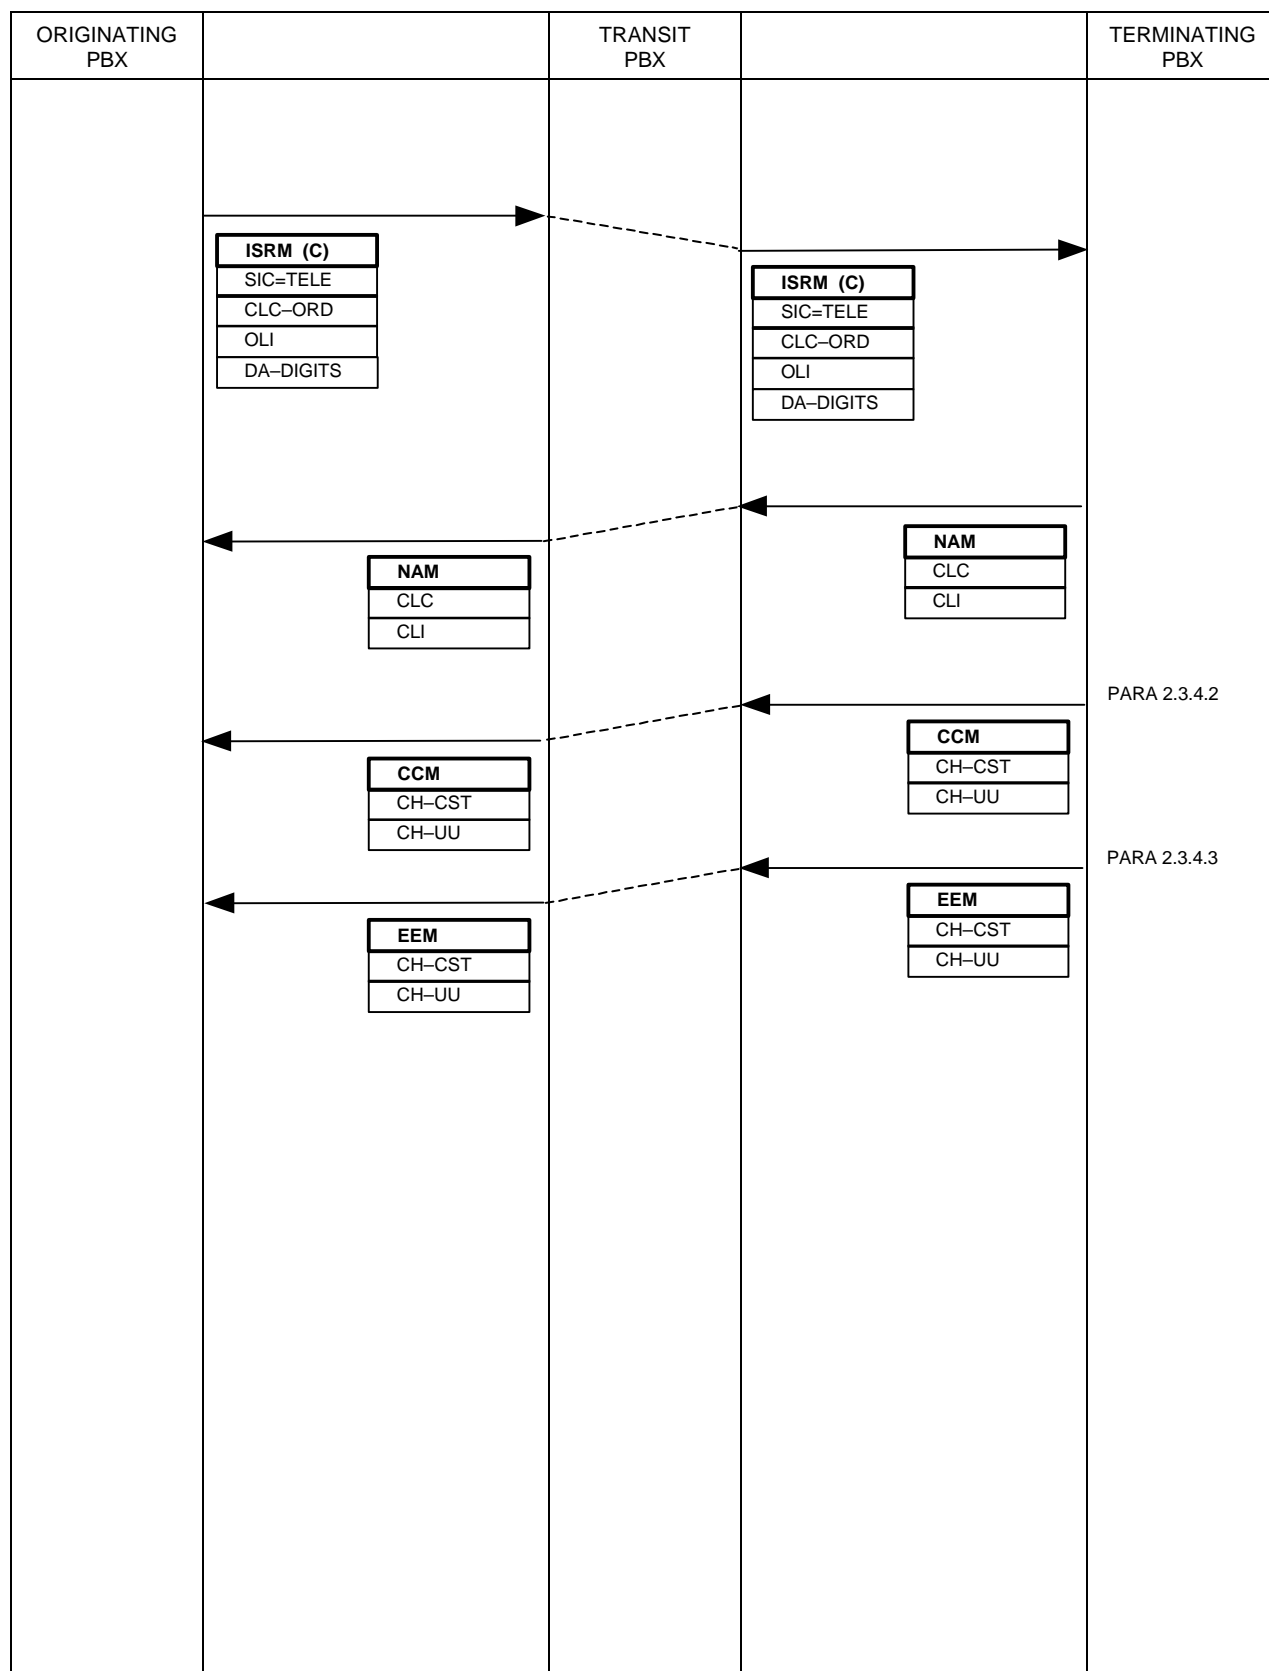 ORIGINATING
PBX
TRANSIT
PBX
TERMINATING
PBX
ISRM (C)
SIC=TELE
CLC–ORD
OLI
DA–DIGITS
ISRM (C)
SIC=TELE
CLC–ORD
OLI
DA–DIGITS
NAM
CLC
CLI
NAM
CLC
CLI
PARA 2.3.4.2
CCM
CH–CST
CH–UU
CCM
CH–CST
CH–UU
PARA 2.3.4.3
EEM
CH–CST
CH–UU
EEM
CH–CST
CH–UU